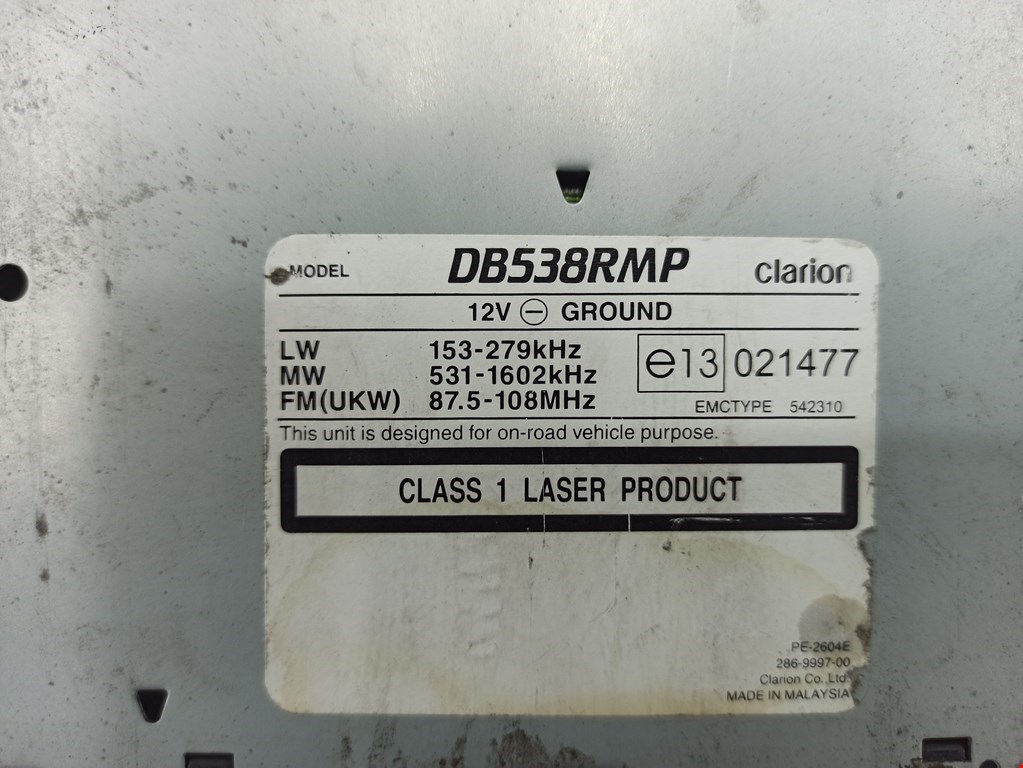 MODEL DB538RMP clarion
12V ⊖ GROUND
LW 153-279kHz
MW 531-1602kHz
FM(UKW) 87.5-108MHz
e13 021477
EMCTYPE 542310
This unit is designed for on-road vehicle purpose.
CLASS 1 LASER PRODUCT
PE-2604E
286-9997-00
Clarion Co.,Ltd.
MADE IN MALAYSIA